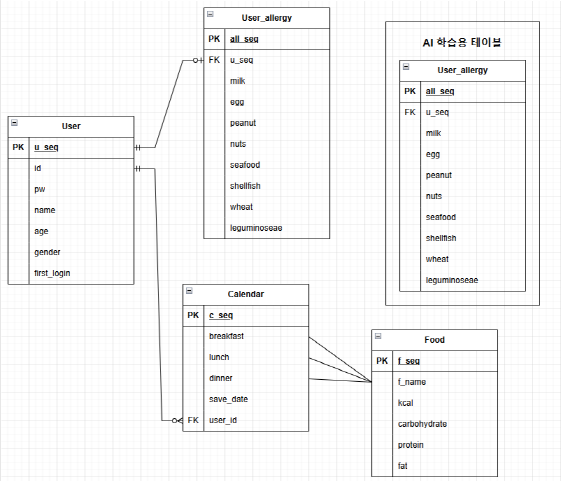 User_allergy
PK all_seq
FK u_seq
milk
egg
peanut
nuts
seafood
shellfish
wheat
leguminoseae
AI 학습용 테이블
User_allergy
PK all_seq
FK u_seq
milk
egg
peanut
nuts
seafood
shellfish
wheat
leguminoseae
User
PK u_seq
id
pw
name
age
gender
first_login
Calendar
PK c_seq
breakfast
lunch
dinner
save_date
FK user_id
Food
PK f_seq
f_name
kcal
carbohydrate
protein
fat